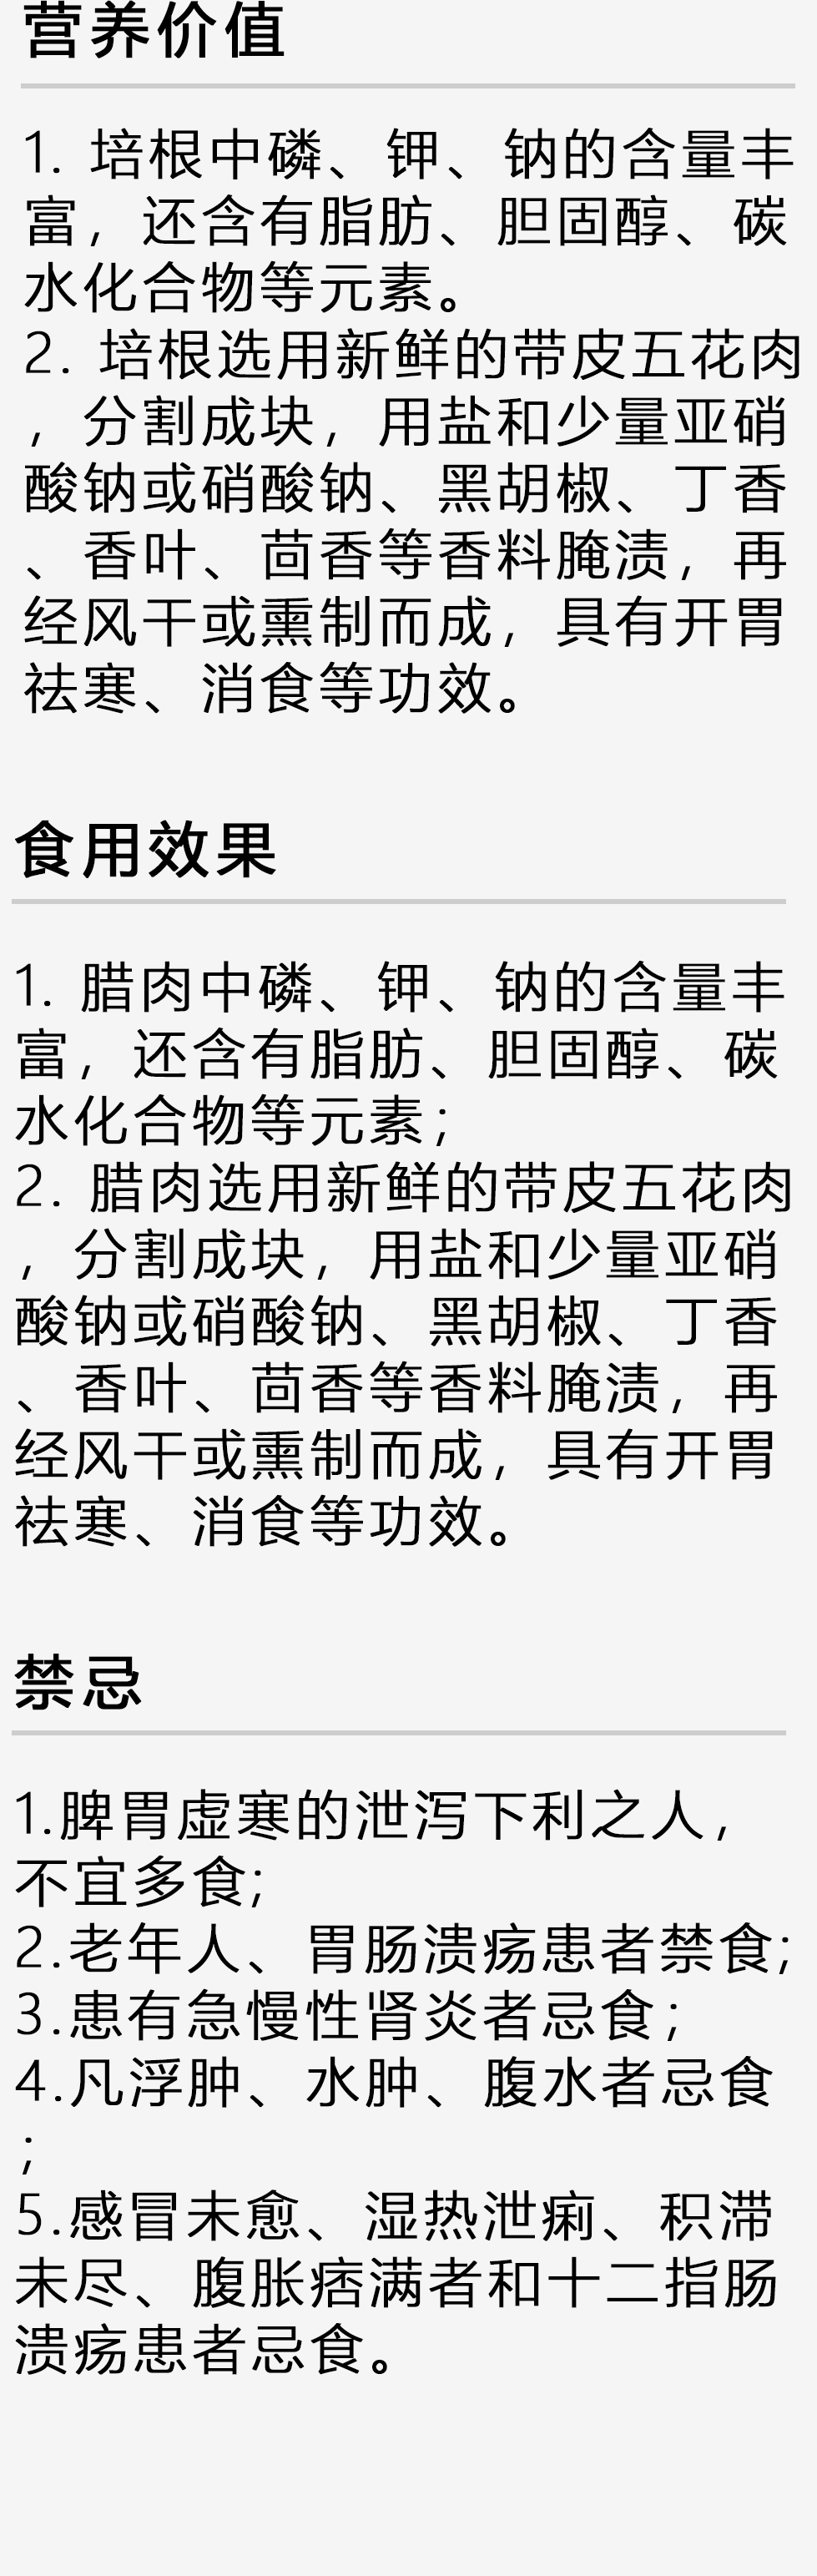 营养价值
1. 培根中磷、钾、钠的含量丰
富，还含有脂肪、胆固醇、碳
水化合物等元素。
2. 培根选用新鲜的带皮五花肉
，分割成块，用盐和少量亚硝
酸钠或硝酸钠、黑胡椒、丁香
、香叶、茴香等香料腌渍，再
经风干或熏制而成，具有开胃
祛寒、消食等功效。
食用效果
1. 腊肉中磷、钾、钠的含量丰
富，还含有脂肪、胆固醇、碳
水化合物等元素；
2. 腊肉选用新鲜的带皮五花肉
，分割成块，用盐和少量亚硝
酸钠或硝酸钠、黑胡椒、丁香
、香叶、茴香等香料腌渍，再
经风干或熏制而成，具有开胃
祛寒、消食等功效。
禁忌
1.脾胃虚寒的泄泻下利之人，
不宜多食;
2.老年人、胃肠溃疡患者禁食;
3.患有急慢性肾炎者忌食；
4.凡浮肿、水肿、腹水者忌食
；
5.感冒未愈、湿热泄痢、积滞
未尽、腹胀痞满者和十二指肠
溃疡患者忌食。